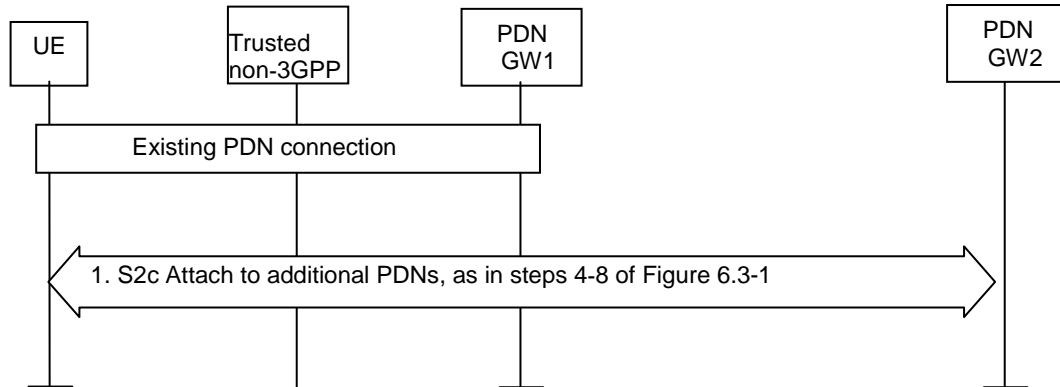 UE
Trusted
non-3GPP
PDN
GW1
PDN
GW2
Existing PDN connection
1. S2c Attach to additional PDNs, as in steps 4-8 of Figure 6.3-1